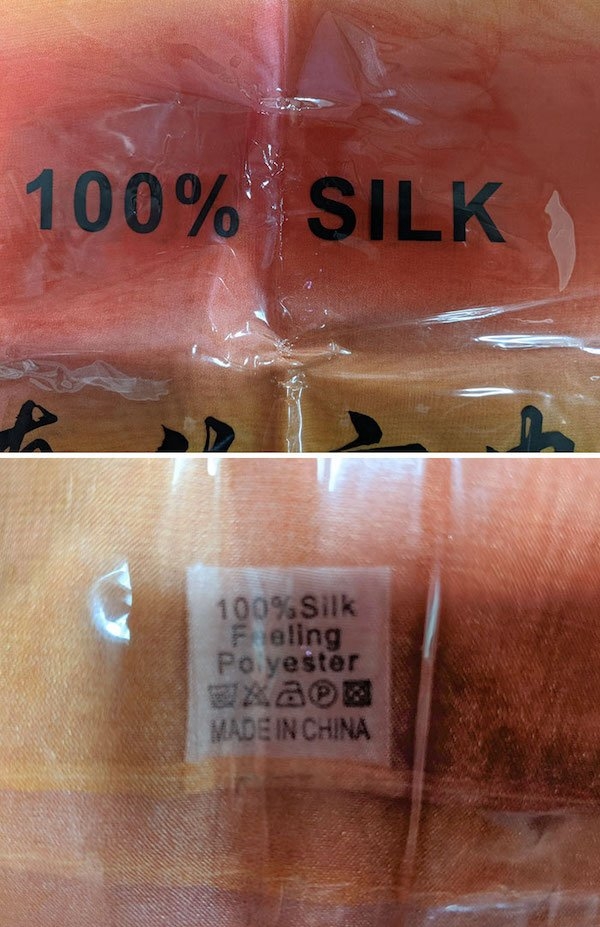 100% SILK
100%Silk
Feeling
Polyester
MADE IN CHINA